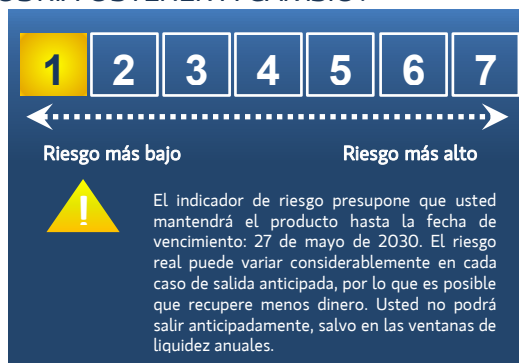 1 2 3 4 5 6 7
Riesgo más bajo Riesgo más alto
!
El indicador de riesgo presupone que usted
mantendrá el producto hasta la fecha de
vencimiento: 27 de mayo de 2030. El riesgo
real puede variar considerablemente en cada
caso de salida anticipada, por lo que es posible
que recupere menos dinero. Usted no podrá
salir anticipadamente, salvo en las ventanas de
liquidez anuales.